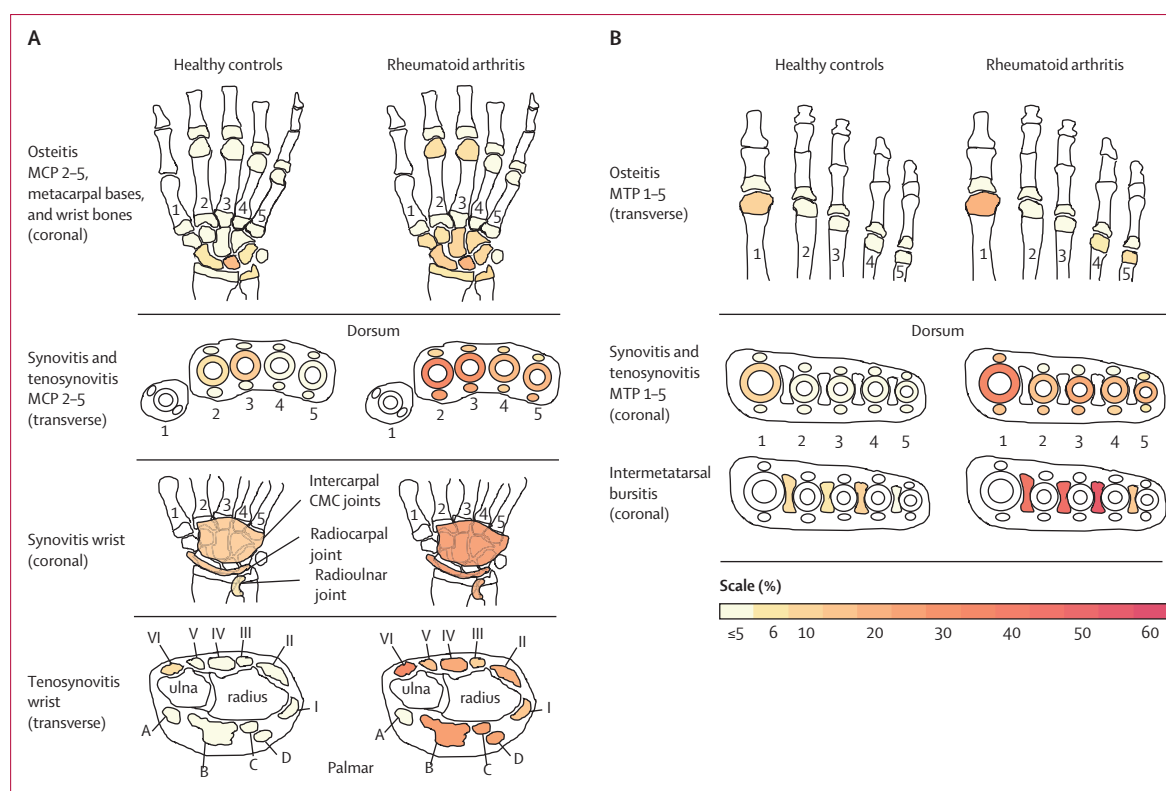 A
Healthy controls
Rheumatoid arthritis
Osteitis
MCP 2–5,
metacarpal bases,
and wrist bones
(coronal)
1
2
3
4
5
1
2
3
4
5
Dorsum
Synovitis and
tenosynovitis
MCP 2–5
(transverse)
1
2
3
4
5
1
2
3
4
5
Synovitis wrist
(coronal)
1
2
3
4
5
Intercarpal
CMC joints
Radiocarpal
joint
Radioulnar
joint
1
2
3
4
5
Tenosynovitis
wrist
(transverse)
VI
V
IV
III
II
ulna
radius
I
A
B
C
D
Palmar
VI
V
IV
III
II
ulna
radius
I
A
B
C
D
B
Healthy controls
Rheumatoid arthritis
Osteitis
MTP 1–5
(transverse)
1
2
3
4
5
1
2
3
4
5
Dorsum
Synovitis and
tenosynovitis
MTP 1–5
(coronal)
1
2
3
4
5
1
2
3
4
5
Intermetatarsal
bursitis
(coronal)
Scale (%)
≤5
6
10
20
30
40
50
60